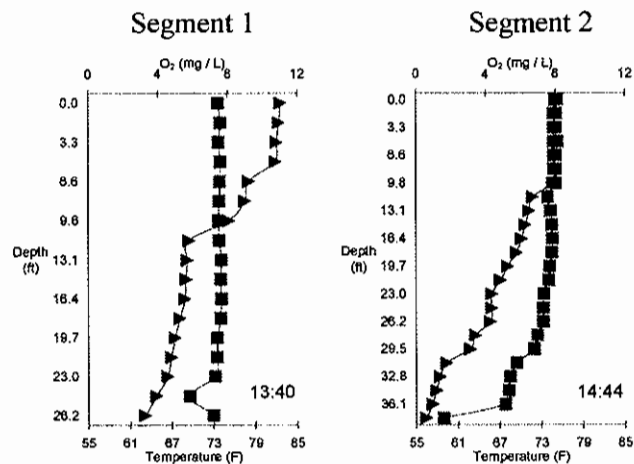 Segment 1
O₂ (mg / L)
0 4 8 12
0.0
3.3
8.6
9.8
13.1
16.4
19.7
23.0
26.2
Depth
(ft)
13:40
55 61 67 73 79 85
Temperature (F)
Segment 2
O₂ (mg / L)
0 4 8 12
0.0
3.3
6.6
9.8
13.1
16.4
19.7
23.0
26.2
29.5
32.8
36.1
Depth
(ft)
14:44
55 61 67 73 79 85
Temperature (F)